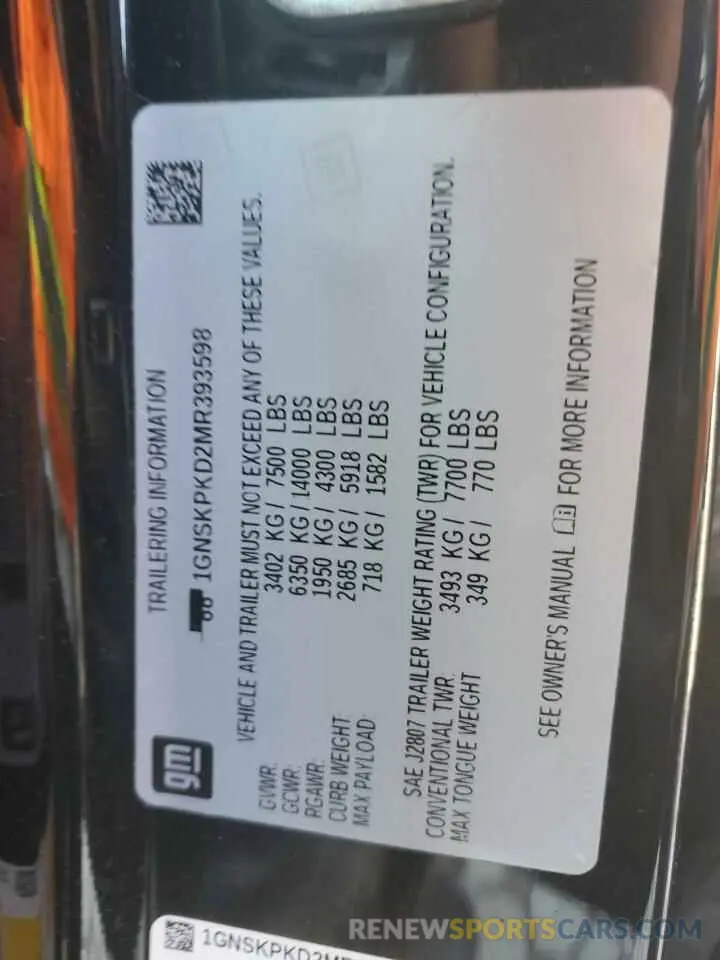 gm
TRAILERING INFORMATION
1GNSKPKD2MR393598
VEHICLE AND TRAILER MUST NOT EXCEED ANY OF THESE VALUES.
GVWR: 3402 KG/ 7500 LBS
GCWR: 6350 KG/14000 LBS
RGAWR: 1950 KG/ 4300 LBS
CURB WEIGHT: 2685 KG/ 5918 LBS
MAX PAYLOAD: 718 KG/ 1582 LBS
SAE J2807 TRAILER WEIGHT RATING (TWR) FOR VEHICLE CONFIGURATION.
CONVENTIONAL TWR: 3493 KG/ 7700 LBS
MAX TONGUE WEIGHT 349 KG/ 770 LBS
SEE OWNER'S MANUAL FOR MORE INFORMATION
1GNSKPKD2MR
RENEWSPORTSCARS.COM